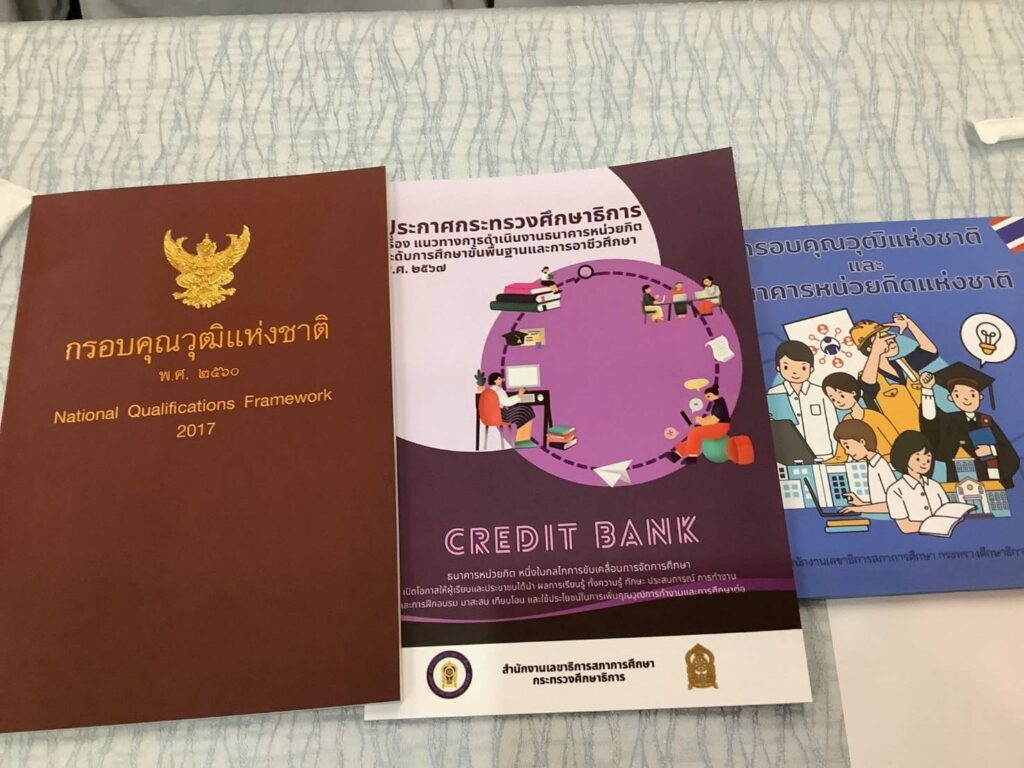 กรอบคุณวุฒิแห่งชาติ
พ.ศ. ๒๕๖๐
National Qualifications Framework
2017
ประกาศกระทรวงศึกษาธิการ
เรื่อง แนวทางการดำเนินงานธนาคารหน่วยกิต
ระดับการศึกษาขั้นพื้นฐานและการอาชีวศึกษา
พ.ศ. ๒๕๖๗
CREDIT BANK
ธนาคารหน่วยกิต หนึ่งในกลไกการขับเคลื่อนการจัดการศึกษา
เปิดโอกาสให้ผู้เรียนและประชาชนได้นำ ผลการเรียนรู้ ทั้งความรู้ ทักษะ ประสบการณ์ การทำงาน
และการฝึกอบรม มาสะสม เทียบโอน และใช้ประโยชน์ในการเพิ่มคุณวุฒิการทำงานและการศึกษาต่อ
สำนักงานเลขาธิการสภาการศึกษา
กระทรวงศึกษาธิการ
กรอบคุณวุฒิแห่งชาติ
และ
ธนาคารหน่วยกิตแห่งชาติ
สำนักงานเลขาธิการสภาการศึกษา กระทรวงศึกษาธิการ